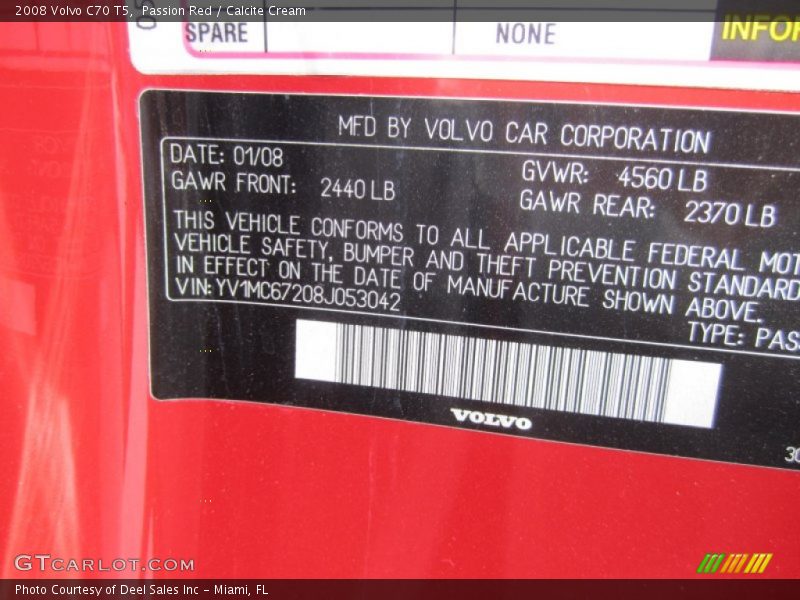 2008 Volvo C70 T5, Passion Red / Calcite Cream
SPARE
NONE
MFD BY VOLVO CAR CORPORATION
DATE: 01/08
GVWR: 4560 LB
GAWR FRONT: 2440 LB
GAWR REAR: 2370 LB
THIS VEHICLE CONFORMS TO ALL APPLICABLE FEDERAL MOT
VEHICLE SAFETY, BUMPER AND THEFT PREVENTION STANDARD
IN EFFECT ON THE DATE OF MANUFACTURE SHOWN ABOVE.
VIN: YV1MC67208J053042
TYPE: PAS
VOLVO
30
GTCARLOT.COM
Photo Courtesy of Deel Sales Inc – Miami, FL